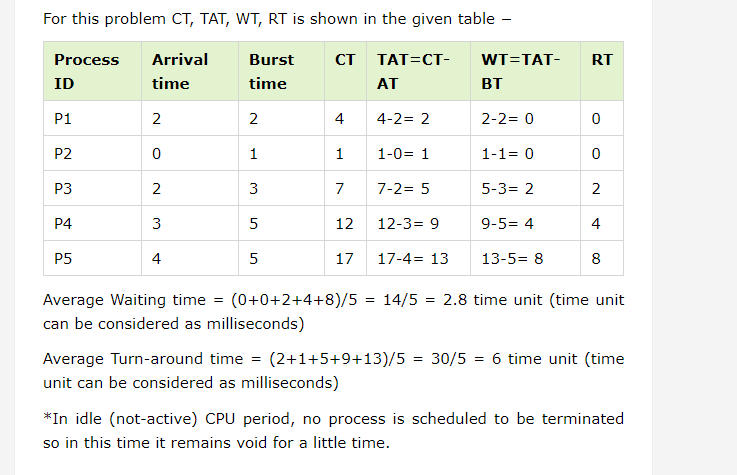 For this problem CT, TAT, WT, RT is shown in the given table −
Process ID Arrival time Burst time CT TAT=CT-AT WT=TAT-BT RT
P1 2 2 4 4-2= 2 2-2= 0 0
P2 0 1 1 1-0= 1 1-1= 0 0
P3 2 3 7 7-2= 5 5-3= 2 2
P4 3 5 12 12-3= 9 9-5= 4 4
P5 4 5 17 17-4= 13 13-5= 8 8
Average Waiting time = (0+0+2+4+8)/5 = 14/5 = 2.8 time unit (time unit
can be considered as milliseconds)
Average Turn-around time = (2+1+5+9+13)/5 = 30/5 = 6 time unit (time
unit can be considered as milliseconds)
*In idle (not-active) CPU period, no process is scheduled to be terminated
so in this time it remains void for a little time.